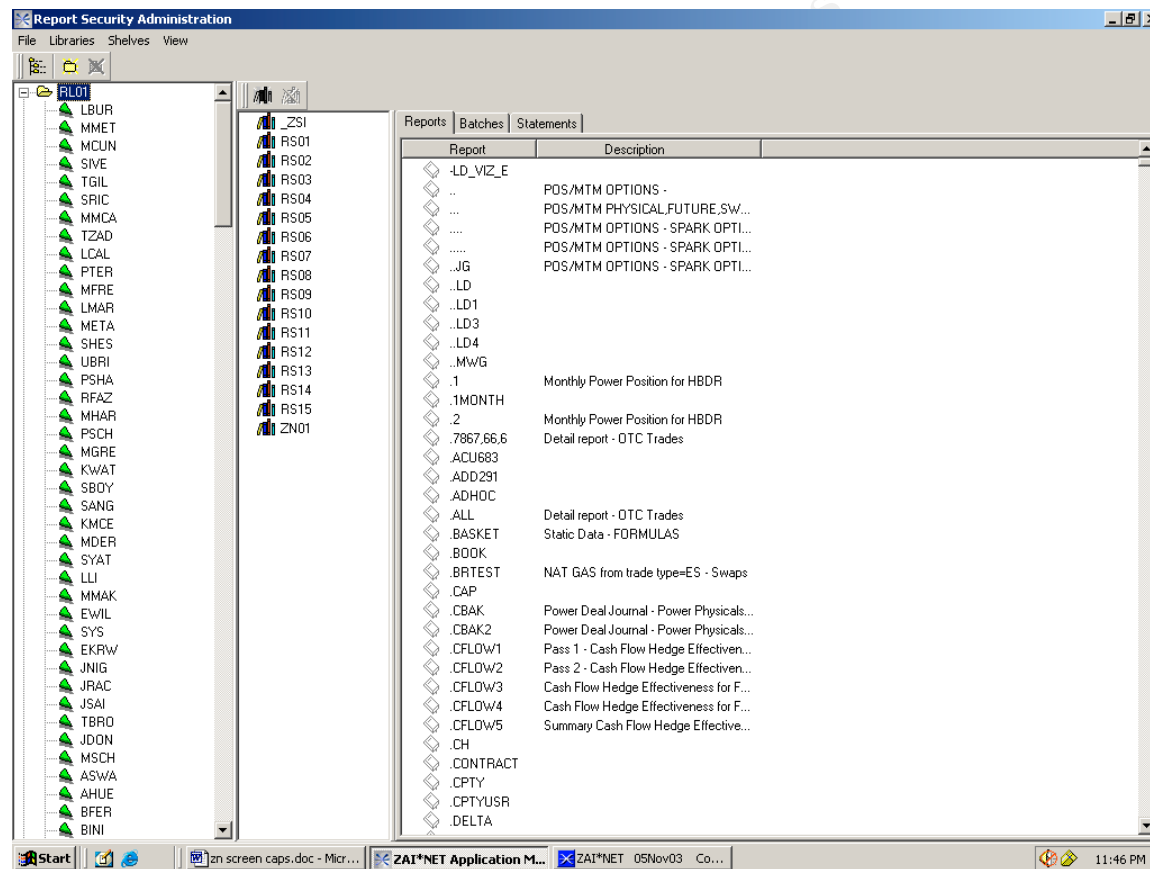 Report Security Administration
File Libraries Shelves View
RL01
LBUR
MMET
MCUN
SIVE
TGIL
SRIC
MMCA
TZAD
LCAL
PTER
MFRE
LMAR
META
SHES
UBRI
PSHA
RFAZ
MHAR
PSCH
MGRE
KWAT
SBOY
SANG
KMCE
MDER
SYAT
LLI
MMAK
EWIL
SYS
EKRW
JNIG
JRAC
JSAI
TBRO
JDON
MSCH
ASWA
AHUE
BFER
BINI
_ZSI
RS01
RS02
RS03
RS04
RS05
RS06
RS07
RS08
RS09
RS10
RS11
RS12
RS13
RS14
RS15
ZN01
Reports Batches Statements
Report Description
-LD_VIZ_E
.. POS/MTM OPTIONS -
... POS/MTM PHYSICAL,FUTURE,SW...
.... POS/MTM OPTIONS - SPARK OPTI...
..... POS/MTM OPTIONS - SPARK OPTI...
..JG POS/MTM OPTIONS - SPARK OPTI...
..LD
..LD1
..LD3
..LD4
..MWG
.1 Monthly Power Position for HBDR
.1MONTH
.2 Monthly Power Position for HBDR
.7867,66,6 Detail report - OTC Trades
.ACU683
.ADD291
.ADHOC
.ALL Detail report - OTC Trades
.BASKET Static Data - FORMULAS
.BOOK
.BRTEST NAT GAS from trade type=ES - Swaps
.CAP
.CBAK Power Deal Journal - Power Physicals...
.CBAK2 Power Deal Journal - Power Physicals...
.CFLOW1 Pass 1 - Cash Flow Hedge Effectiven...
.CFLOW2 Pass 2 - Cash Flow Hedge Effectiven...
.CFLOW3 Cash Flow Hedge Effectiveness for F...
.CFLOW4 Cash Flow Hedge Effectiveness for F...
.CFLOW5 Summary Cash Flow Hedge Effective...
.CH
.CONTRACT
.CPTY
.CPTYUSR
.DELTA
Start zn screen caps.doc - Micr... ZAI*NET Application M... ZAI*NET 05Nov03 Co... 11:46 PM